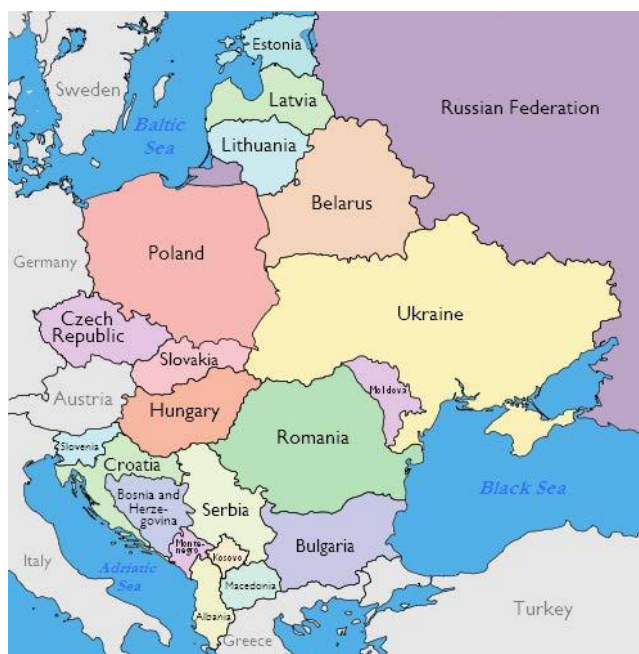 Estonia
Sweden
Latvia
Russian Federation
Baltic
Sea
Lithuania
Belarus
Poland
Germany
Ukraine
Czech
Republic
Slovakia
Moldova
Austria
Hungary
Romania
Slovenia
Croatia
Bosnia and
Herze-
govina
Serbia
Black Sea
Monte-
negro
Kosovo
Bulgaria
Italy
Adriatic
Sea
Macedonia
Albania
Turkey
Greece